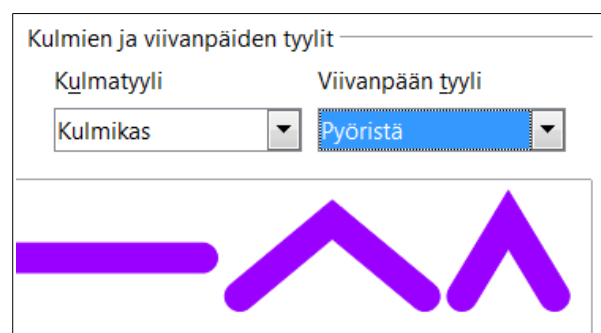 Kulmien ja viivanpäiden tyylit
Kulmatyyli Viivanpään tyyli
Kulmikas Pyöristä